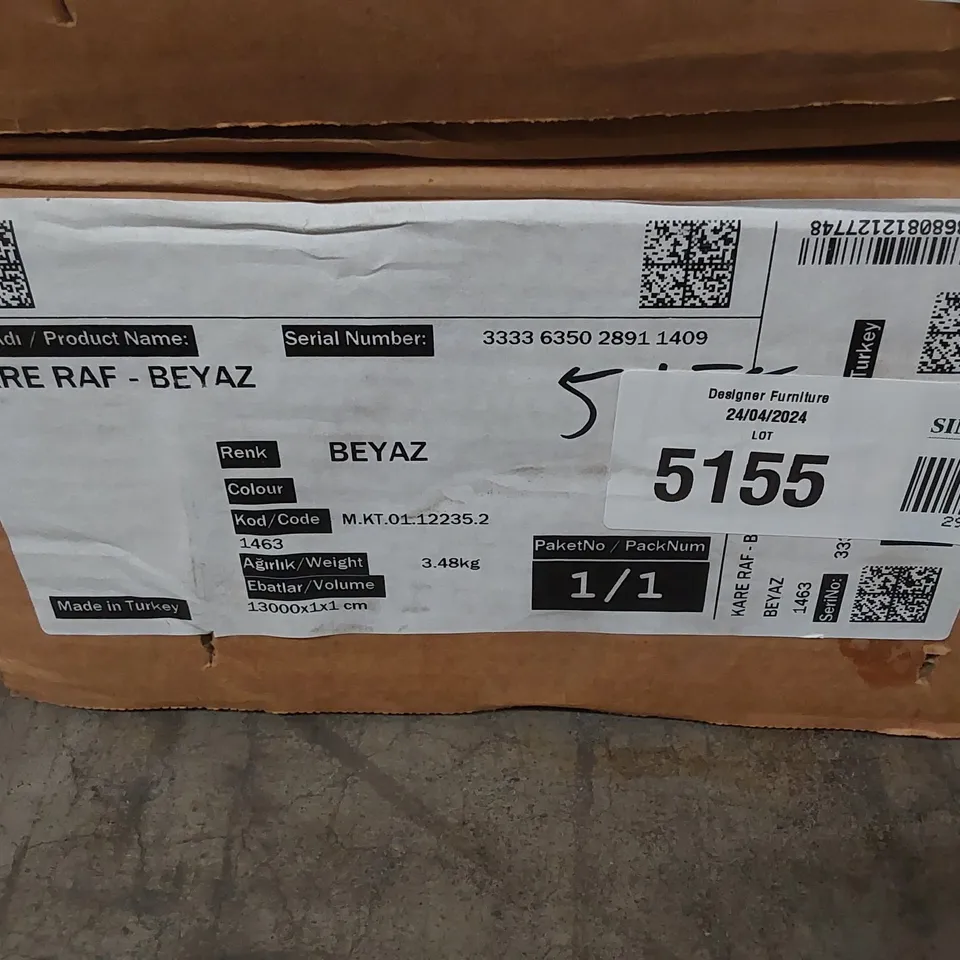 8680812127748
Adı / Product Name:
Serial Number:
3333 6350 2891 1409
Turkey
KARE RAF - BEYAZ
Designer Furniture
24/04/2024
LOT
5155
Renk
BEYAZ
Colour
Kod/Code
M.KT.01.12235.2
1463
Ağırlık/Weight
3.48kg
Ebatlar/Volume
13000x1x1 cm
PaketNo / PackNum
1/1
Made in Turkey
KARE RAF - B
BEYAZ
1463
SeriNo: